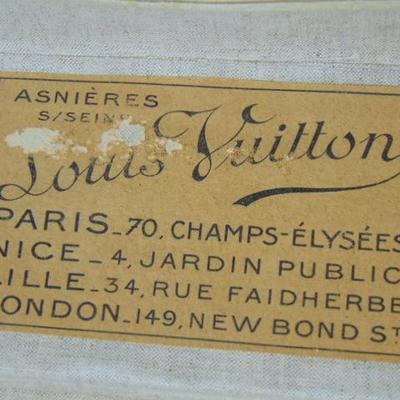 ASNIÈRES
S/SEINE
Louis Vuitton
PARIS_70, CHAMPS-ÉLYSÉES
NICE_4, JARDIN PUBLIC
LILLE_34, RUE FAIDHERBE
LONDON_149, NEW BOND ST